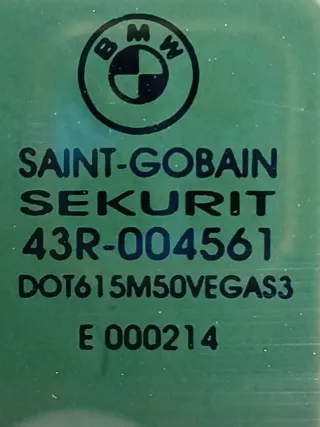 BMW
SAINT-GOBAIN
SEKURIT
43R-004561
DOT615M50VEGAS3
E 000214